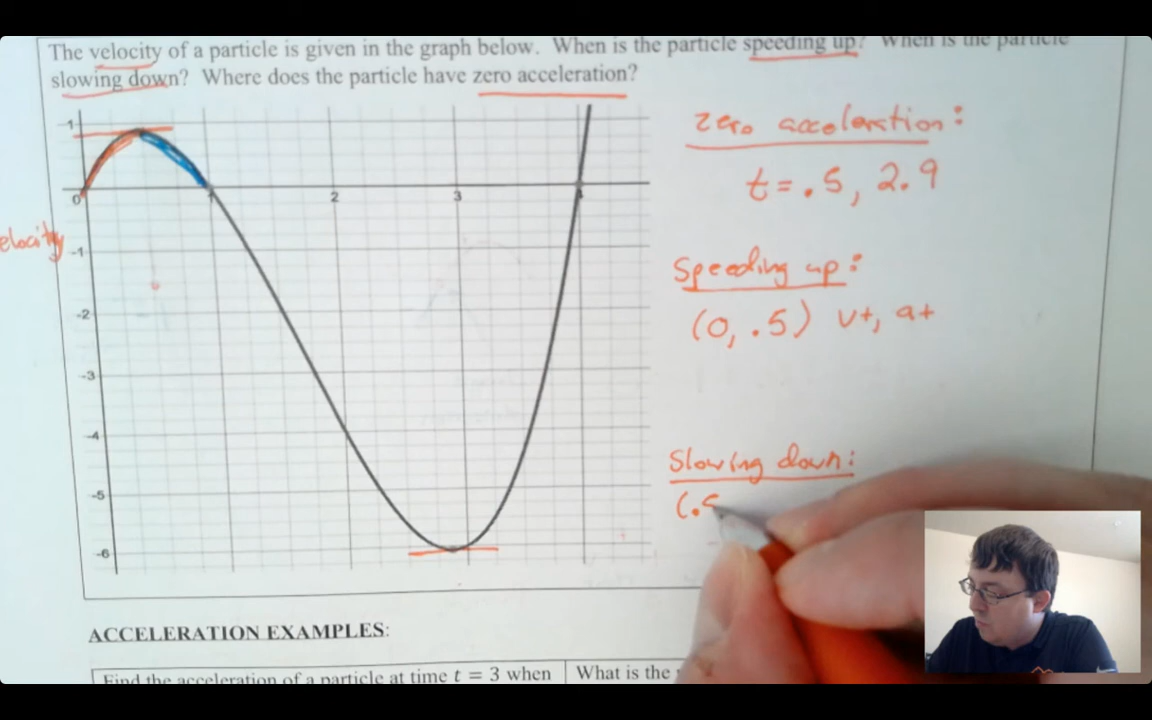 The velocity of a particle is given in the graph below. When is the particle speeding up? When is the particle
slowing down? Where does the particle have zero acceleration?
1
0
2
3
4
-1
-2
-3
-4
-5
-6
elocity
zero acceleration:
t = .5, 2.9
Speeding up:
(0, .5) v+, a+
Slowing down:
(.5
ACCELERATION EXAMPLES:
Find the acceleration of a particle at time t = 3 when
What is the